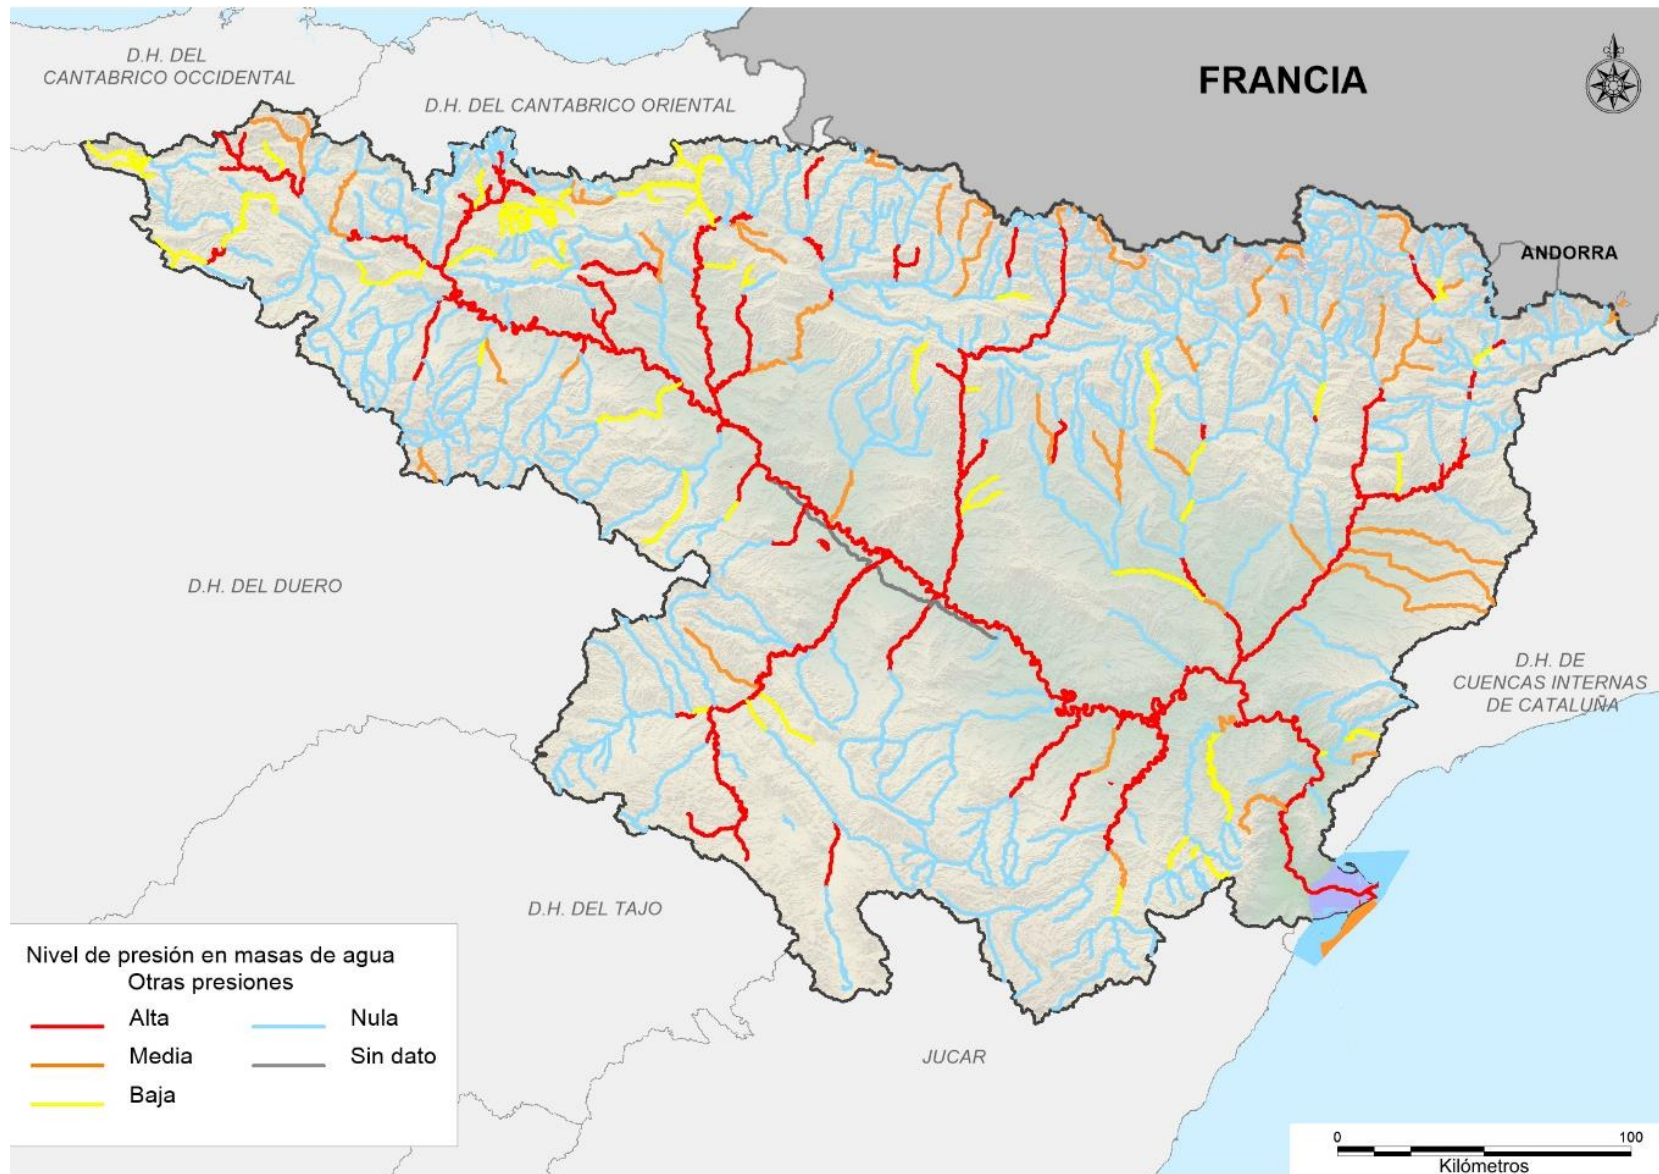 D.H. DEL
CANTABRICO OCCIDENTAL
D.H. DEL CANTABRICO ORIENTAL
FRANCIA
ANDORRA
D.H. DEL DUERO
D.H. DE
CUENCAS INTERNAS
DE CATALUÑA
D.H. DEL TAJO
JUCAR
Nivel de presión en masas de agua
Otras presiones
Alta
Nula
Media
Sin dato
Baja
0
100
Kilómetros